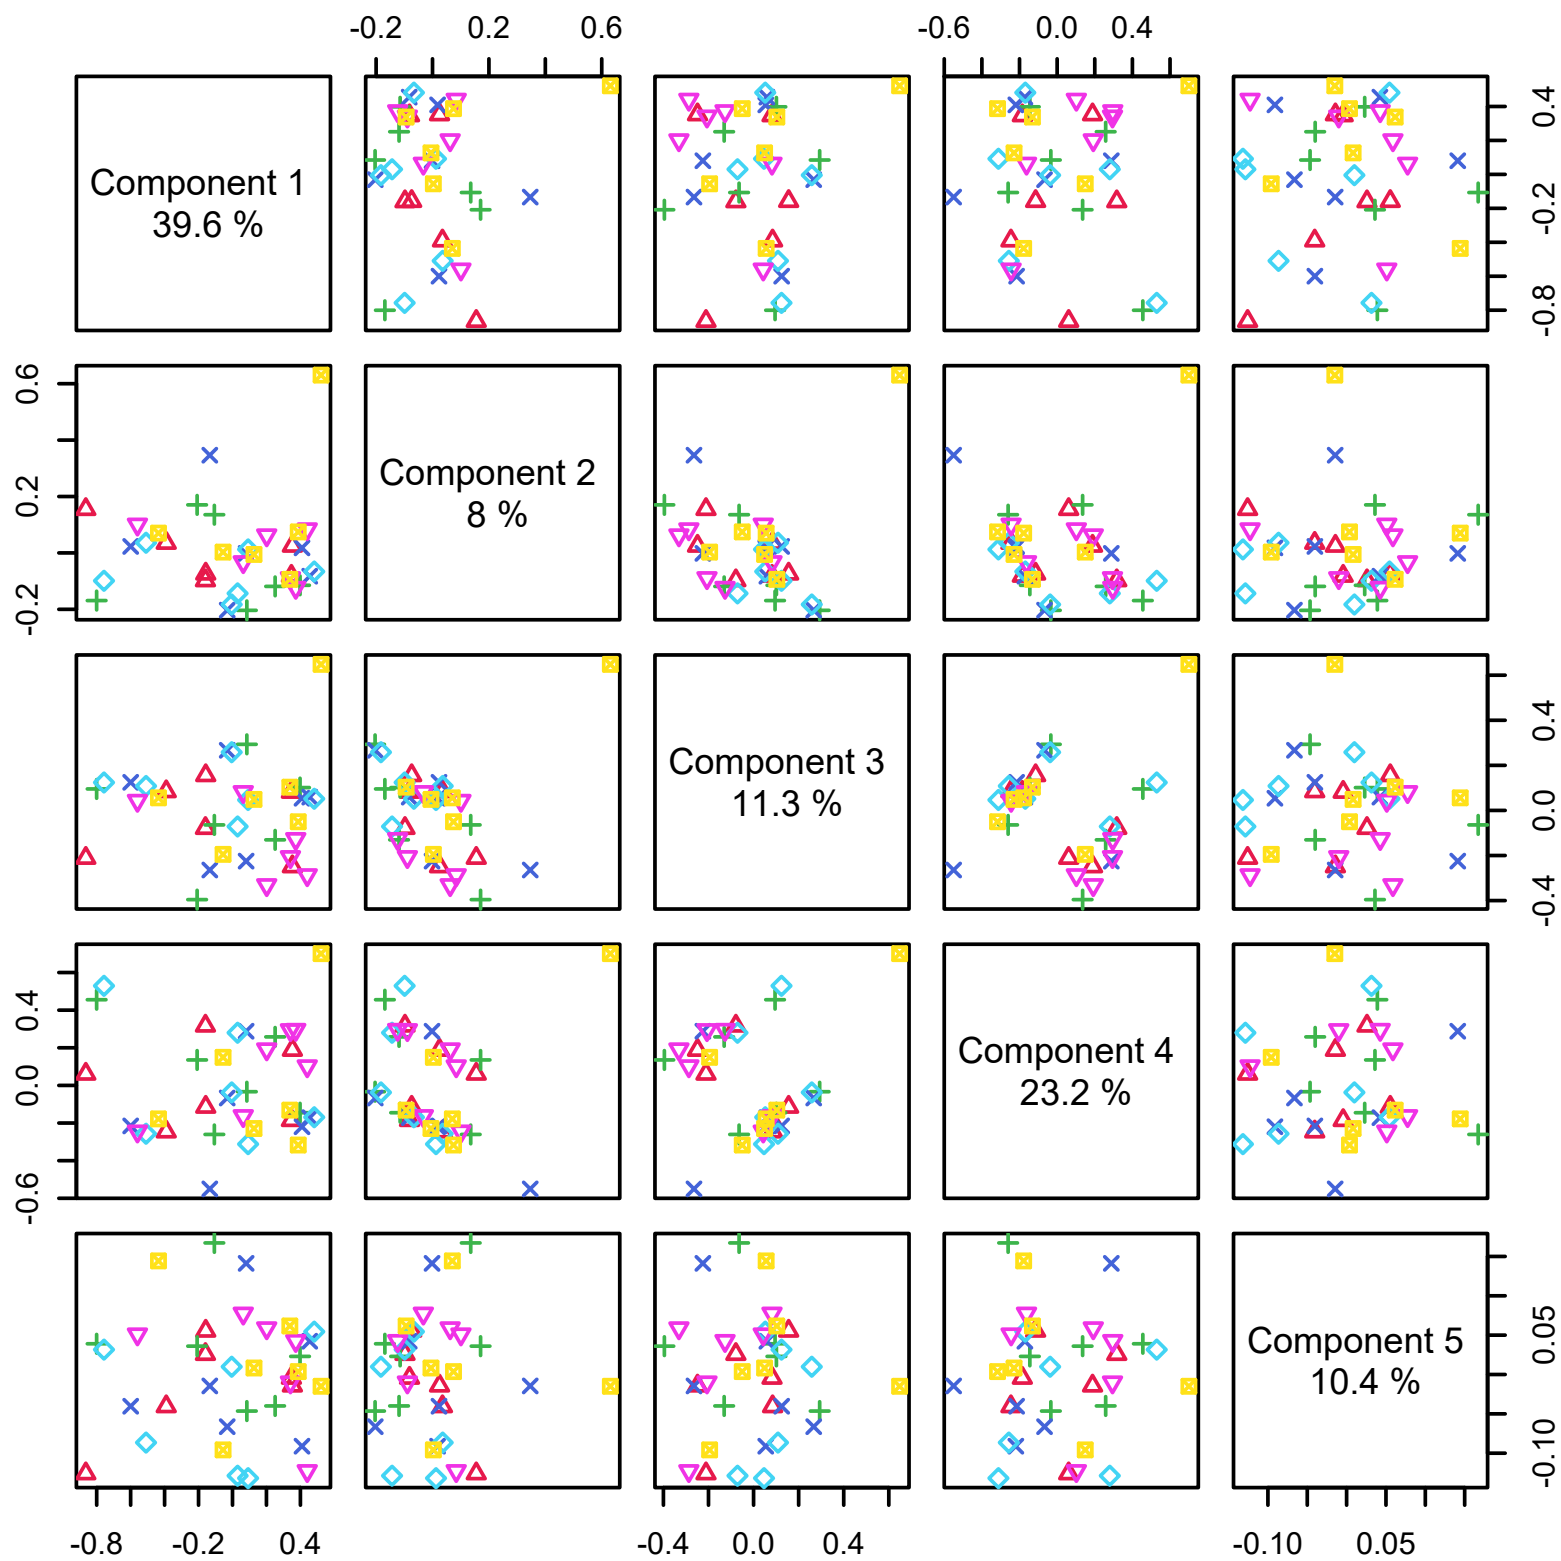 -0.2 0.2 0.6 -0.6 0.0 0.4
Component 1
39.6 %
-0.8 -0.2 0.4
-0.2 0.2 0.6
Component 2
8 %
Component 3
11.3 %
-0.4 0.0 0.4
-0.6 0.0 0.4
Component 4
23.2 %
Component 5
10.4 %
-0.10 0.05
-0.8 -0.2 0.4 -0.4 0.0 0.4 -0.10 0.05